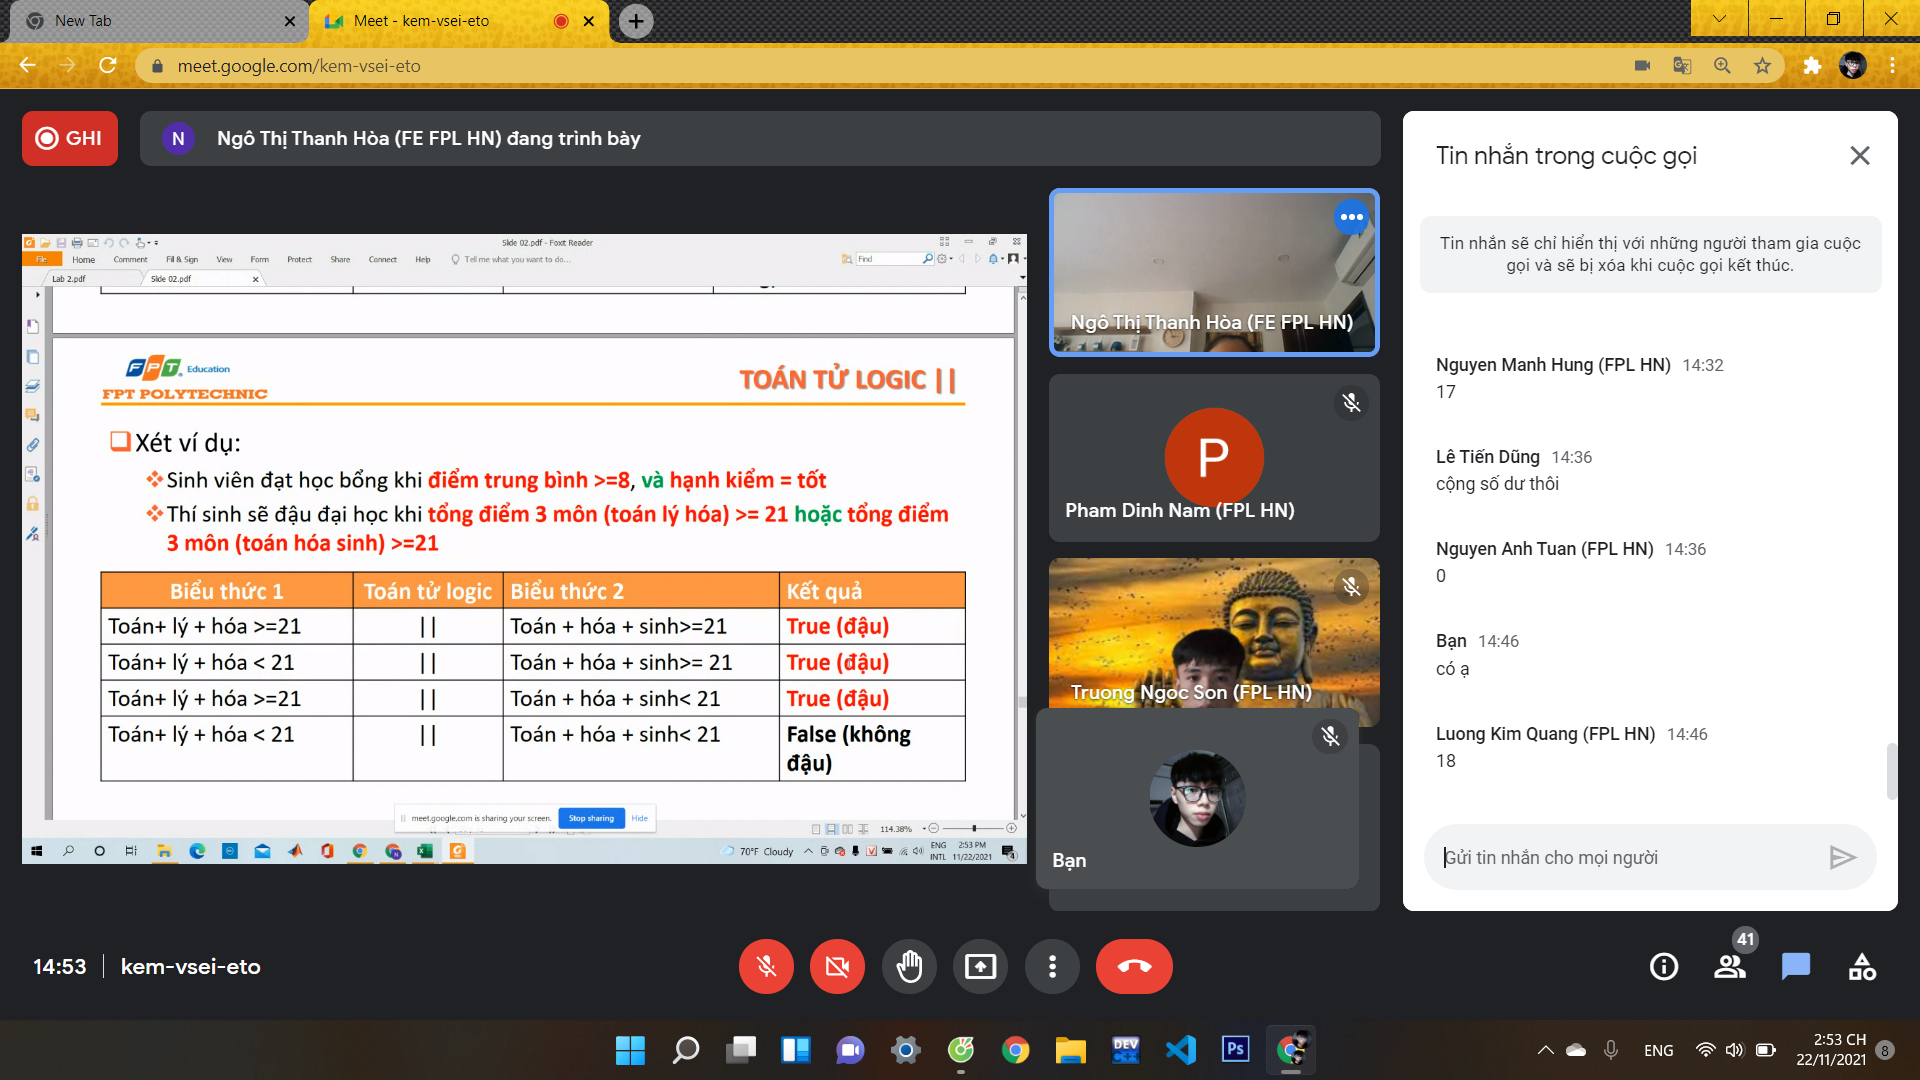 New Tab
Meet - kem-vsei-eto
meet.google.com/kem-vsei-eto
GHI
N
Ngô Thị Thanh Hòa (FE FPL HN) đang trình bày
Slide 02.pdf - Foxit Reader
File Home Comment Fill & Sign View Form Protect Share Connect Help Tell me what you want to do... Find
Lab 2.pdf
Slide 02.pdf
FPT Education
FPT POLYTECHNIC
TOÁN TỬ LOGIC ||
Xét ví dụ:
Sinh viên đạt học bổng khi điểm trung bình >=8, và hạnh kiểm = tốt
Thí sinh sẽ đậu đại học khi tổng điểm 3 môn (toán lý hóa) >= 21 hoặc tổng điểm
3 môn (toán hóa sinh) >=21
Biểu thức 1 Toán tử logic Biểu thức 2 Kết quả
Toán+ lý + hóa >=21 || Toán + hóa + sinh>=21 True (đậu)
Toán+ lý + hóa < 21 || Toán + hóa + sinh>= 21 True (đậu)
Toán+ lý + hóa >=21 || Toán + hóa + sinh< 21 True (đậu)
Toán+ lý + hóa < 21 || Toán + hóa + sinh< 21 False (không
đậu)
meet.google.com is sharing your screen. Stop sharing Hide
114.38%
70°F Cloudy
ENG
INTL
2:53 PM
11/22/2021
4
Ngô Thị Thanh Hòa (FE FPL HN)
P
Pham Dinh Nam (FPL HN)
Truong Ngoc Son (FPL HN)
Bạn
Tin nhắn trong cuộc gọi
Tin nhắn sẽ chỉ hiển thị với những người tham gia cuộc
gọi và sẽ bị xóa khi cuộc gọi kết thúc.
Nguyen Manh Hung (FPL HN) 14:32
17
Lê Tiến Dũng 14:36
cộng số dư thôi
Nguyen Anh Tuan (FPL HN) 14:36
0
Bạn 14:46
có ạ
Luong Kim Quang (FPL HN) 14:46
18
Gửi tin nhắn cho mọi người
14:53 kem-vsei-eto
41
DEV
C++
Ps
ENG
2:53 CH
22/11/2021
8